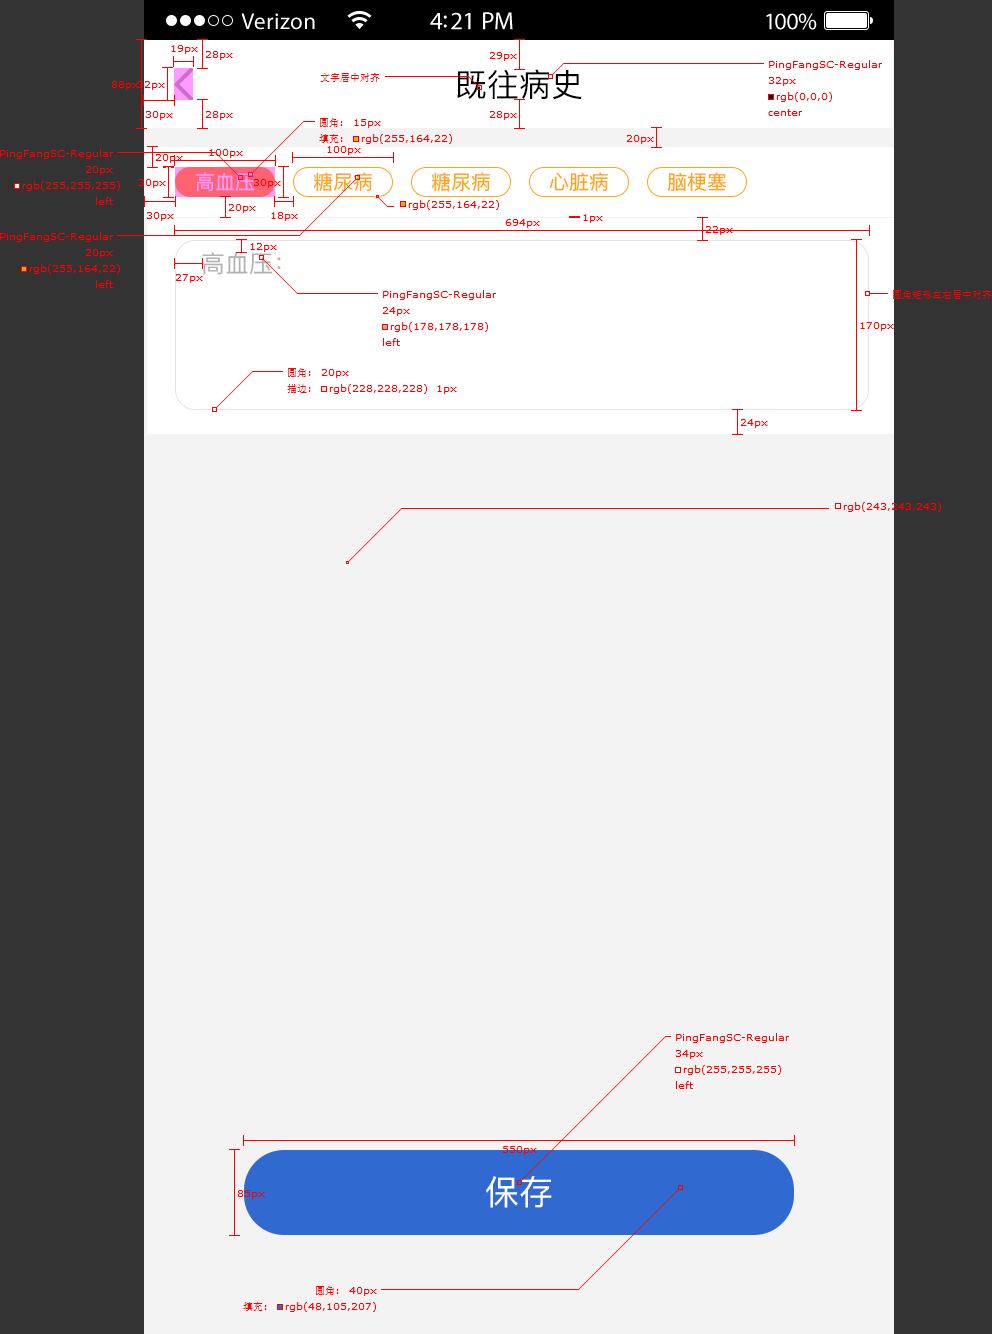 Verizon 4:21 PM 100%
19px
28px
29px
文字居中对齐
既往病史
PingFangSC-Regular
32px
rgb(0,0,0)
center
30px
28px
28px
圆角： 15px
填充： rgb(255,164,22)
20px
PingFangSC-Regular
20px
rgb(255,255,255)
left
20px
100px
100px
30px
高血压
30px
糖尿病
糖尿病
心脏病
脑梗塞
30px
20px
18px
rgb(255,164,22)
694px
1px
22px
PingFangSC-Regular
20px
rgb(255,164,22)
left
12px
高血压：
27px
PingFangSC-Regular
24px
rgb(178,178,178)
left
圆角矩形左右居中对齐
170px
圆角： 20px
描边： rgb(228,228,228) 1px
24px
rgb(243,243,243)
PingFangSC-Regular
34px
rgb(255,255,255)
left
550px
保存
圆角： 40px
填充： rgb(48,105,207)